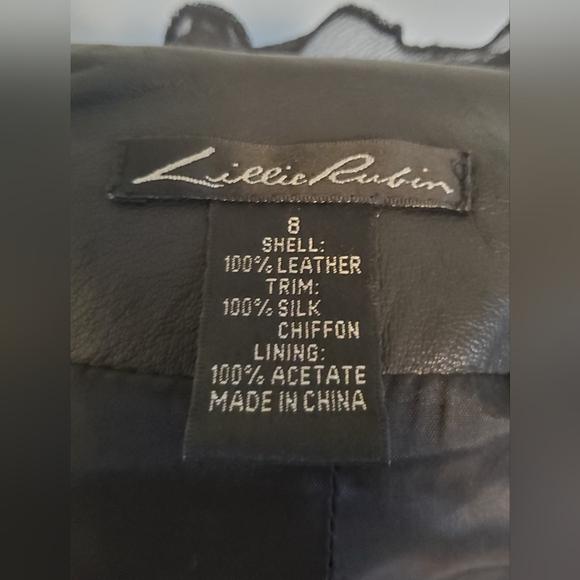 Lillie Rubin
8
SHELL:
100% LEATHER
TRIM:
100% SILK
CHIFFON
LINING:
100% ACETATE
MADE IN CHINA